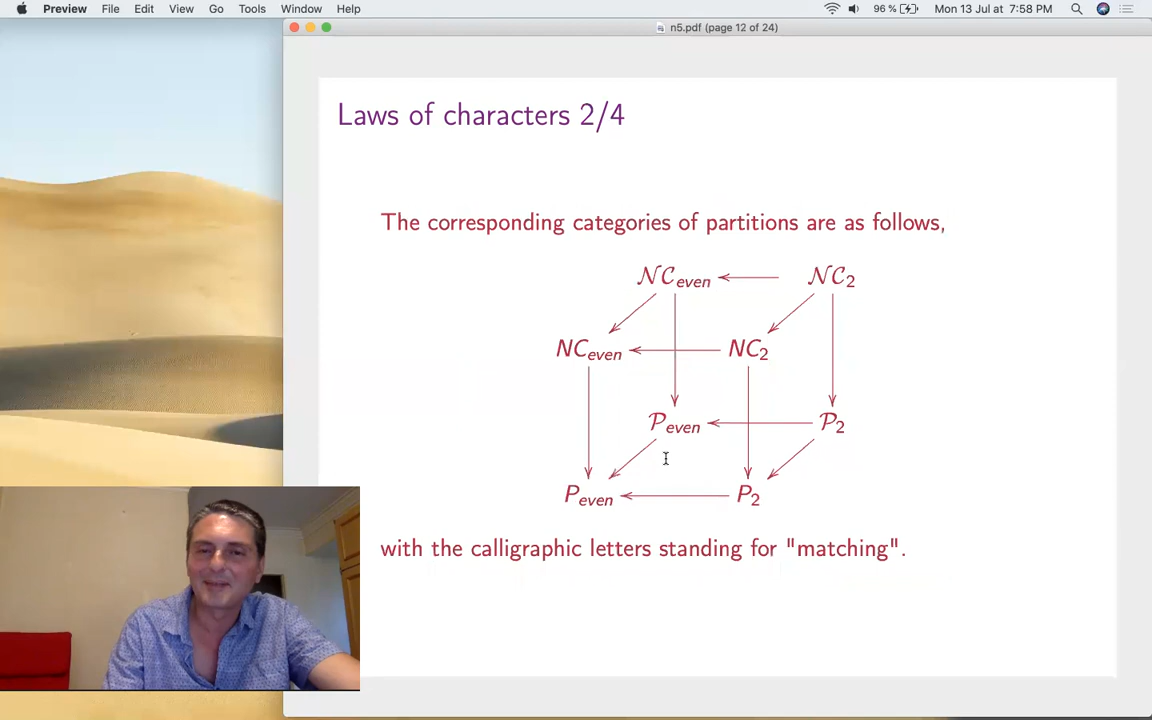 Preview File Edit View Go Tools Window Help 96 % Mon 13 Jul at 7:58 PM
n5.pdf (page 12 of 24)
Laws of characters 2/4
The corresponding categories of partitions are as follows,
𝒩𝒞even 𝒩𝒞2
NCeven NC2
𝒫even 𝒫2
Peven P2
with the calligraphic letters standing for "matching".